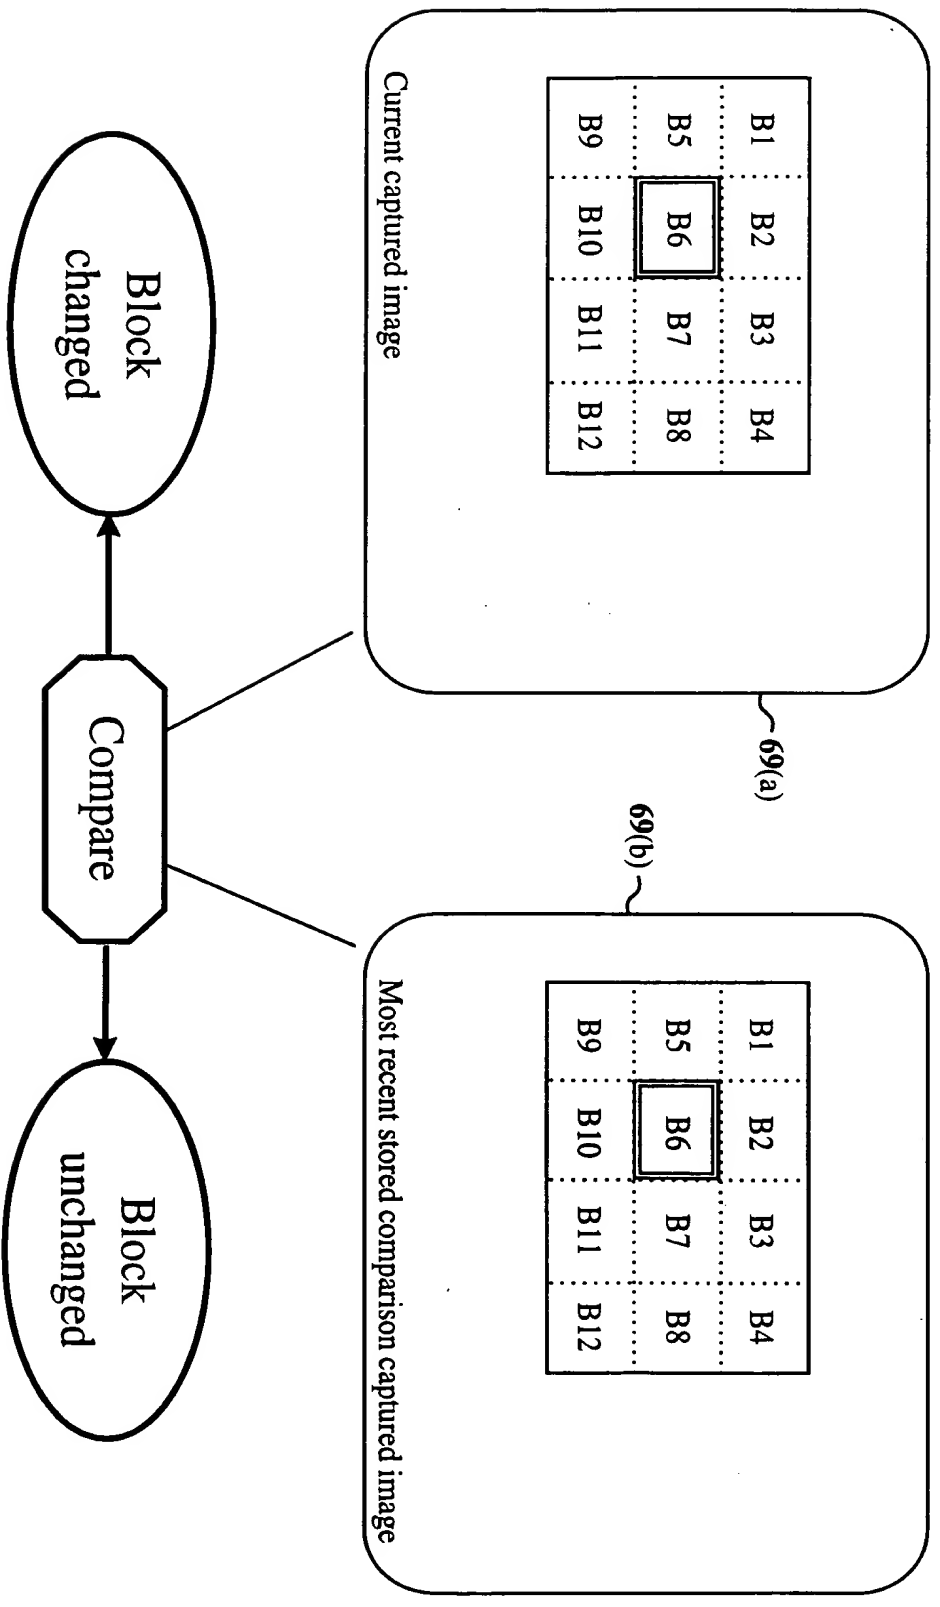 69(a)
B1 B2 B3 B4
B5 B6 B7 B8
B9 B10 B11 B12
Current captured image
69(b)
B1 B2 B3 B4
B5 B6 B7 B8
B9 B10 B11 B12
Most recent stored comparison captured image
Block
changed
Compare
Block
unchanged